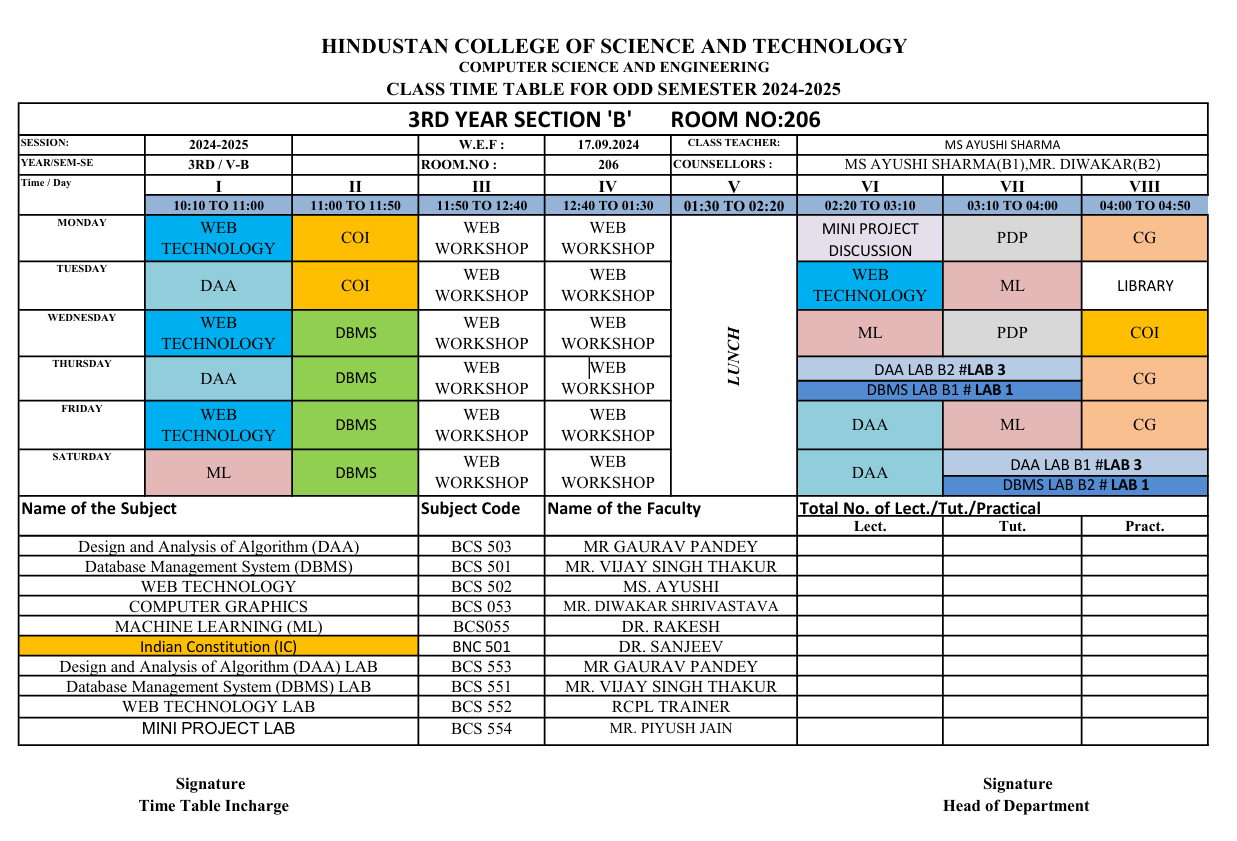 HINDUSTAN COLLEGE OF SCIENCE AND TECHNOLOGY
COMPUTER SCIENCE AND ENGINEERING
CLASS TIME TABLE FOR ODD SEMESTER 2024-2025
3RD YEAR SECTION 'B' ROOM NO:206
SESSION: 2024-2025 W.E.F : 17.09.2024 CLASS TEACHER: MS AYUSHI SHARMA
YEAR/SEM-SE 3RD / V-B ROOM.NO : 206 COUNSELLORS : MS AYUSHI SHARMA(B1),MR. DIWAKAR(B2)
Time / Day I II III IV V VI VII VIII
10:10 TO 11:00 11:00 TO 11:50 11:50 TO 12:40 12:40 TO 01:30 01:30 TO 02:20 02:20 TO 03:10 03:10 TO 04:00 04:00 TO 04:50
MONDAY WEB TECHNOLOGY COI WEB WORKSHOP WEB WORKSHOP MINI PROJECT DISCUSSION PDP CG
TUESDAY DAA COI WEB WORKSHOP WEB WORKSHOP WEB TECHNOLOGY ML LIBRARY
WEDNESDAY WEB TECHNOLOGY DBMS WEB WORKSHOP WEB WORKSHOP ML PDP COI
LUNCH
THURSDAY DAA DBMS WEB WORKSHOP WEB WORKSHOP DAA LAB B2 #LAB 3 CG
DBMS LAB B1 # LAB 1
FRIDAY WEB TECHNOLOGY DBMS WEB WORKSHOP WEB WORKSHOP DAA ML CG
SATURDAY ML DBMS WEB WORKSHOP WEB WORKSHOP DAA DAA LAB B1 #LAB 3
DBMS LAB B2 # LAB 1
Name of the Subject Subject Code Name of the Faculty Total No. of Lect./Tut./Practical
Lect. Tut. Pract.
Design and Analysis of Algorithm (DAA) BCS 503 MR GAURAV PANDEY
Database Management System (DBMS) BCS 501 MR. VIJAY SINGH THAKUR
WEB TECHNOLOGY BCS 502 MS. AYUSHI
COMPUTER GRAPHICS BCS 053 MR. DIWAKAR SHRIVASTAVA
MACHINE LEARNING (ML) BCS055 DR. RAKESH
Indian Constitution (IC) BNC 501 DR. SANJEEV
Design and Analysis of Algorithm (DAA) LAB BCS 553 MR GAURAV PANDEY
Database Management System (DBMS) LAB BCS 551 MR. VIJAY SINGH THAKUR
WEB TECHNOLOGY LAB BCS 552 RCPL TRAINER
MINI PROJECT LAB BCS 554 MR. PIYUSH JAIN
Signature Signature
Time Table Incharge Head of Department